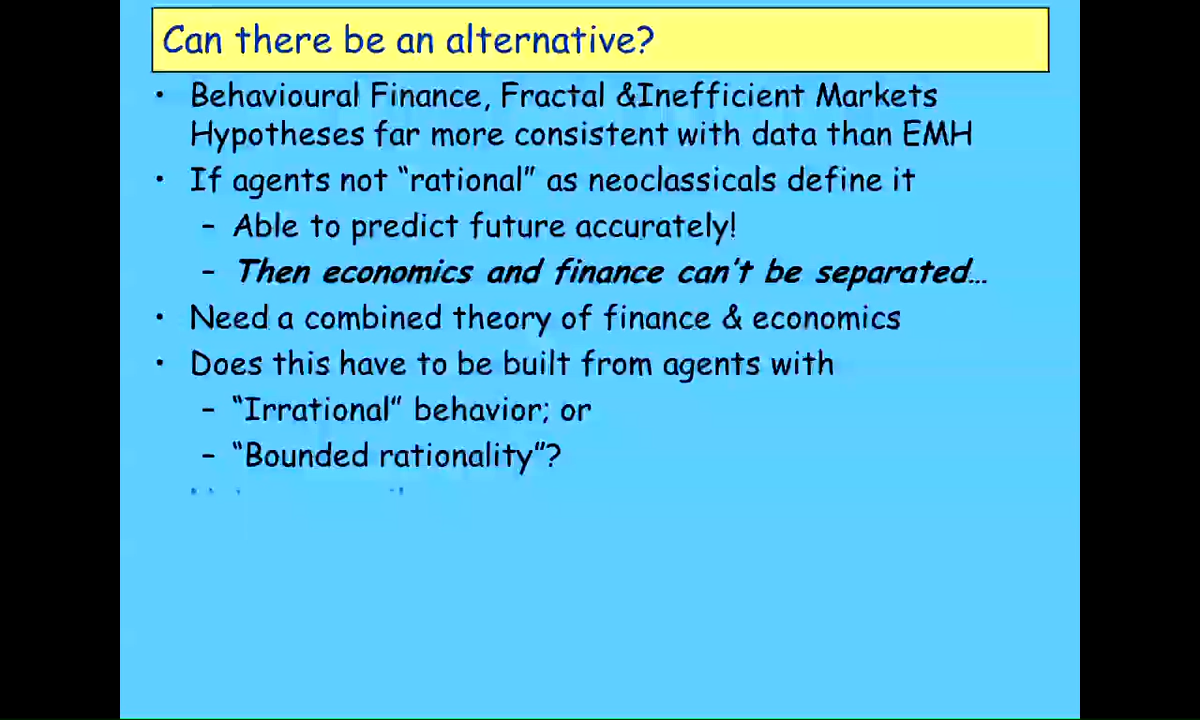 Can there be an alternative?
• Behavioural Finance, Fractal &Inefficient Markets
Hypotheses far more consistent with data than EMH
• If agents not “rational” as neoclassicals define it
– Able to predict future accurately!
– Then economics and finance can't be separated…
• Need a combined theory of finance & economics
• Does this have to be built from agents with
– “Irrational” behavior; or
– “Bounded rationality”?